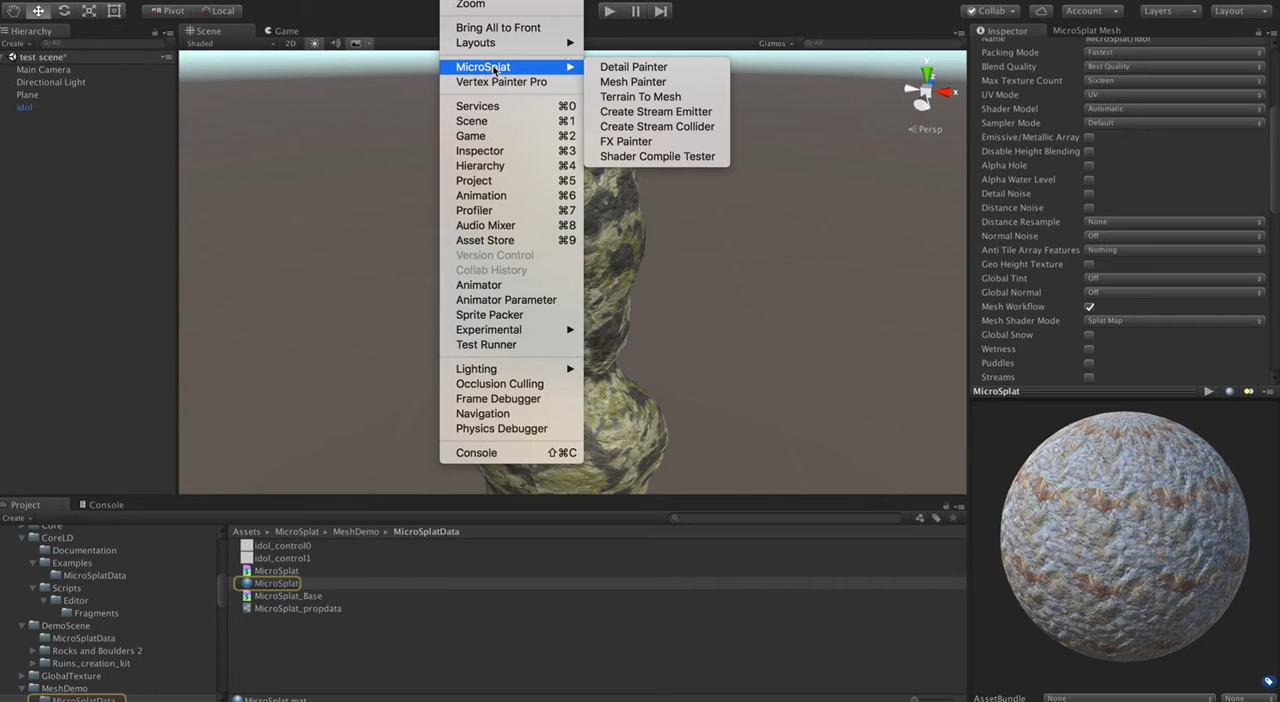 Pivot
Local
Collab
Account
Layers
Layout
Hierarchy
Create
All
test scene*
Main Camera
Directional Light
Plane
idol
Scene
Game
Shaded
2D
Gizmos
All
Persp
y
z
x
Zoom
Bring All to Front
Layouts
MicroSplat
Vertex Painter Pro
Services ⌘0
Scene ⌘1
Game ⌘2
Inspector ⌘3
Hierarchy ⌘4
Project ⌘5
Animation ⌘6
Profiler ⌘7
Audio Mixer ⌘8
Asset Store ⌘9
Version Control
Collab History
Animator
Animator Parameter
Sprite Packer
Experimental
Test Runner
Lighting
Occlusion Culling
Frame Debugger
Navigation
Physics Debugger
Console ⇧⌘C
Detail Painter
Mesh Painter
Terrain To Mesh
Create Stream Emitter
Create Stream Collider
FX Painter
Shader Compile Tester
Inspector
MicroSplat Mesh
Name MicroSplat/idol
Packing Mode Fastest
Blend Quality Best Quality
Max Texture Count Sixteen
UV Mode UV
Shader Model Automatic
Sampler Mode Default
Emissive/Metallic Array
Disable Height Blending
Alpha Hole
Alpha Water Level
Detail Noise
Distance Noise
Distance Resample None
Normal Noise Off
Anti Tile Array Features Nothing
Geo Height Texture
Global Tint Off
Global Normal Off
Mesh Workflow
Mesh Shader Mode Splat Map
Global Snow
Wetness
Puddles
Streams
MicroSplat
AssetBundle None None
Project
Console
Create
Core
CoreLD
Documentation
Examples
MicroSplatData
Scripts
Editor
Fragments
DemoScene
MicroSplatData
Rocks and Boulders 2
Ruins_creation_kit
GlobalTexture
MeshDemo
MicroSplatData
Assets MicroSplat MeshDemo MicroSplatData
idol_control0
idol_control1
MicroSplat
MicroSplat
MicroSplat_Base
MicroSplat_propdata
MicroSplat.mat